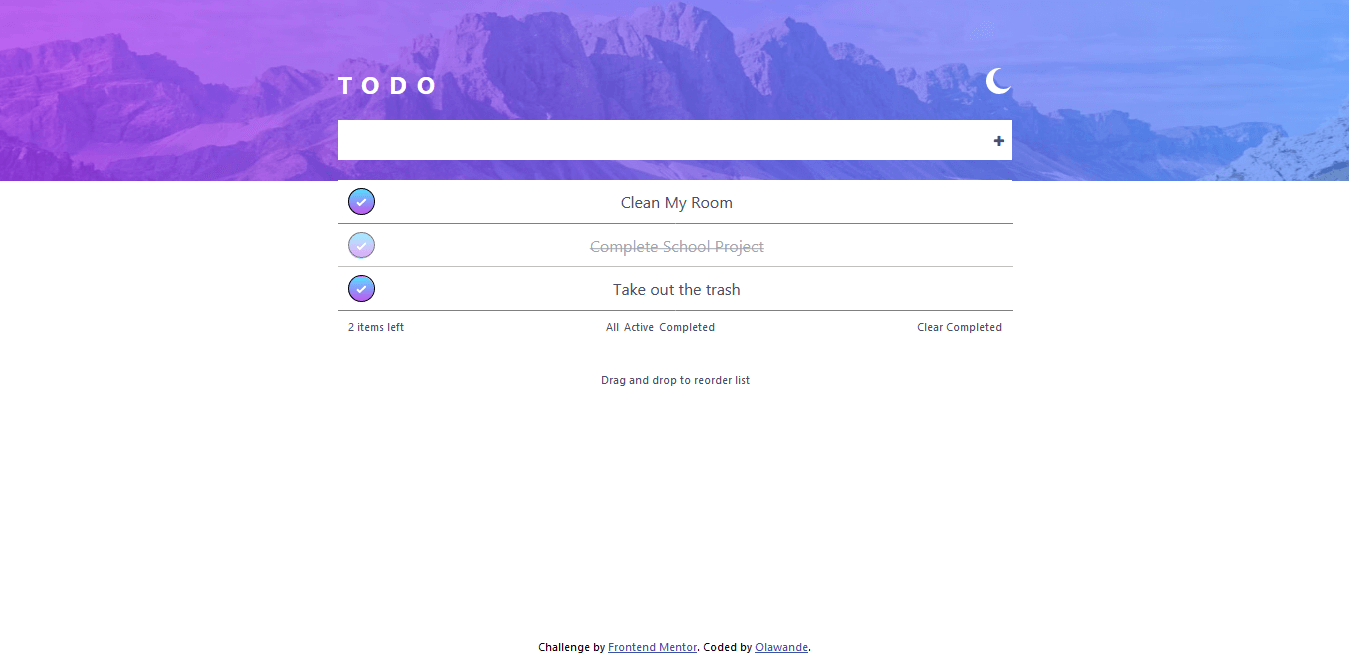 TODO
Clean My Room
Complete School Project
Take out the trash
2 items left All Active Completed Clear Completed
Drag and drop to reorder list
Challenge by Frontend Mentor. Coded by Olawande.